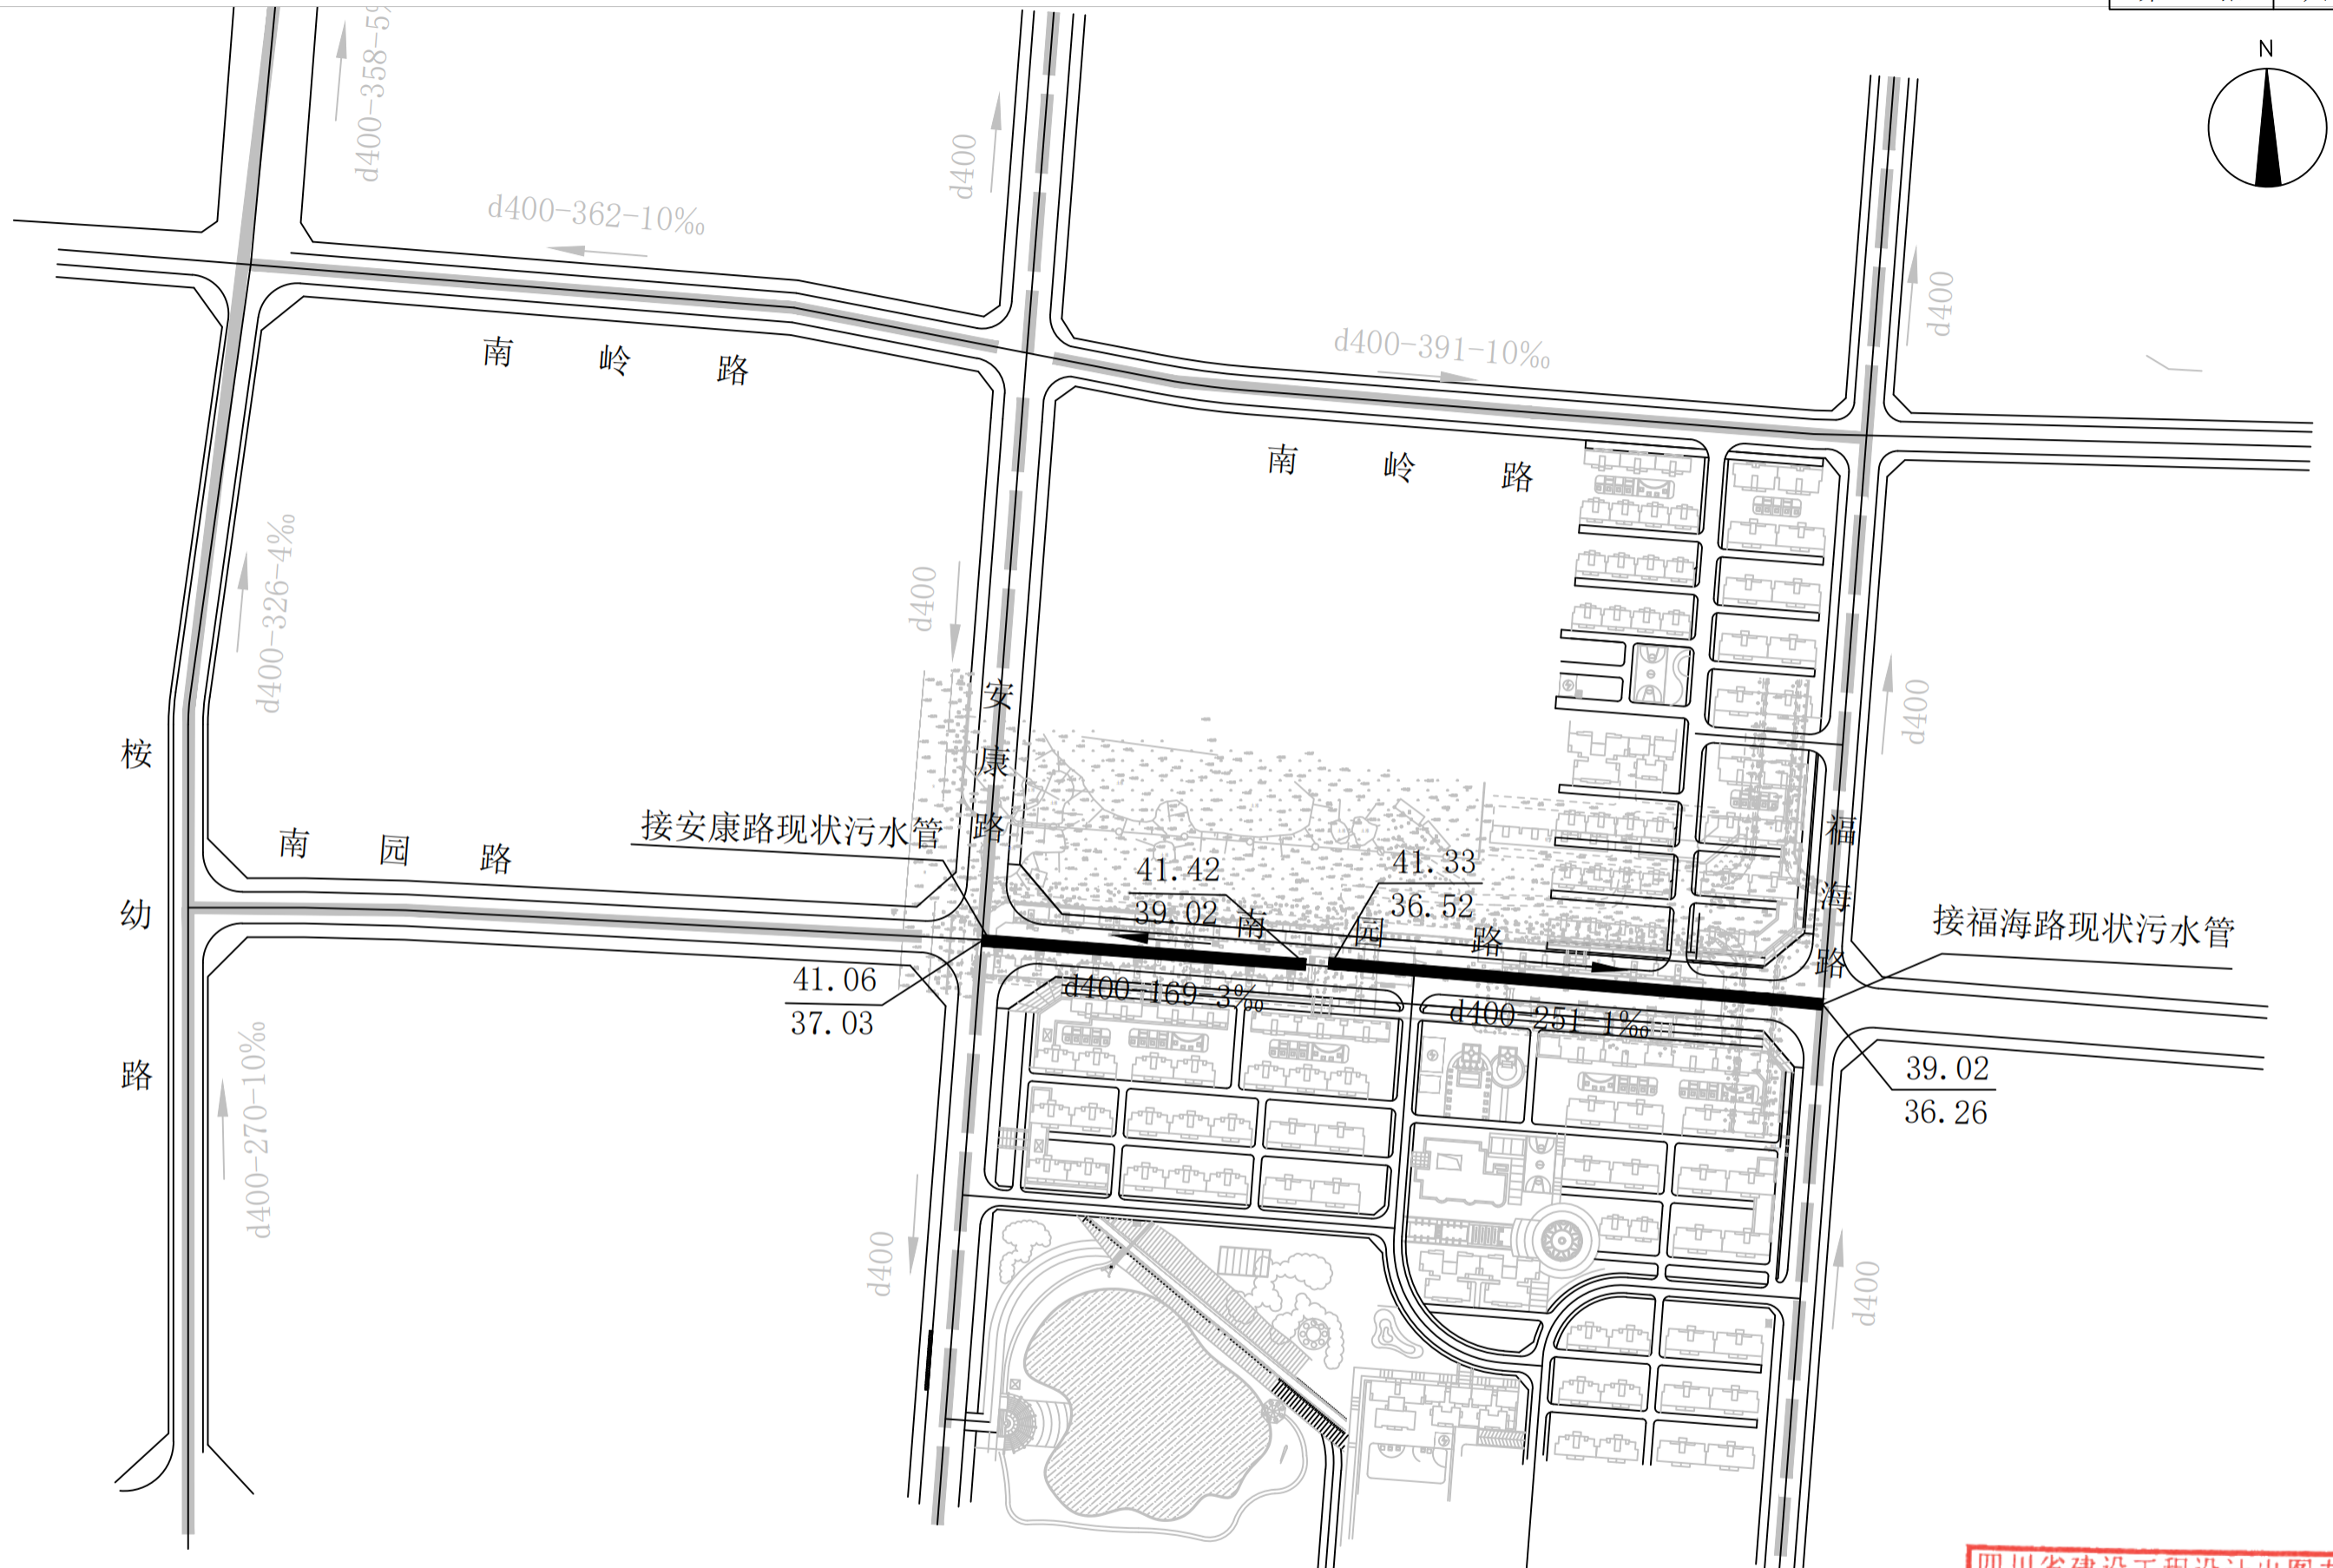 N
d400-358-5‰
d400
d400-362-10‰
d400
d400-391-10‰
南岭路
南岭路
d400-326-4‰
d400
d400
安康路
桉幼路
南园路
接安康路现状污水管
福海路
41.42
39.02
41.33
36.52
南园路
接福海路现状污水管
41.06
37.03
d400-169-3‰
d400-251-1‰
39.02
36.26
d400-270-10‰
d400
d400